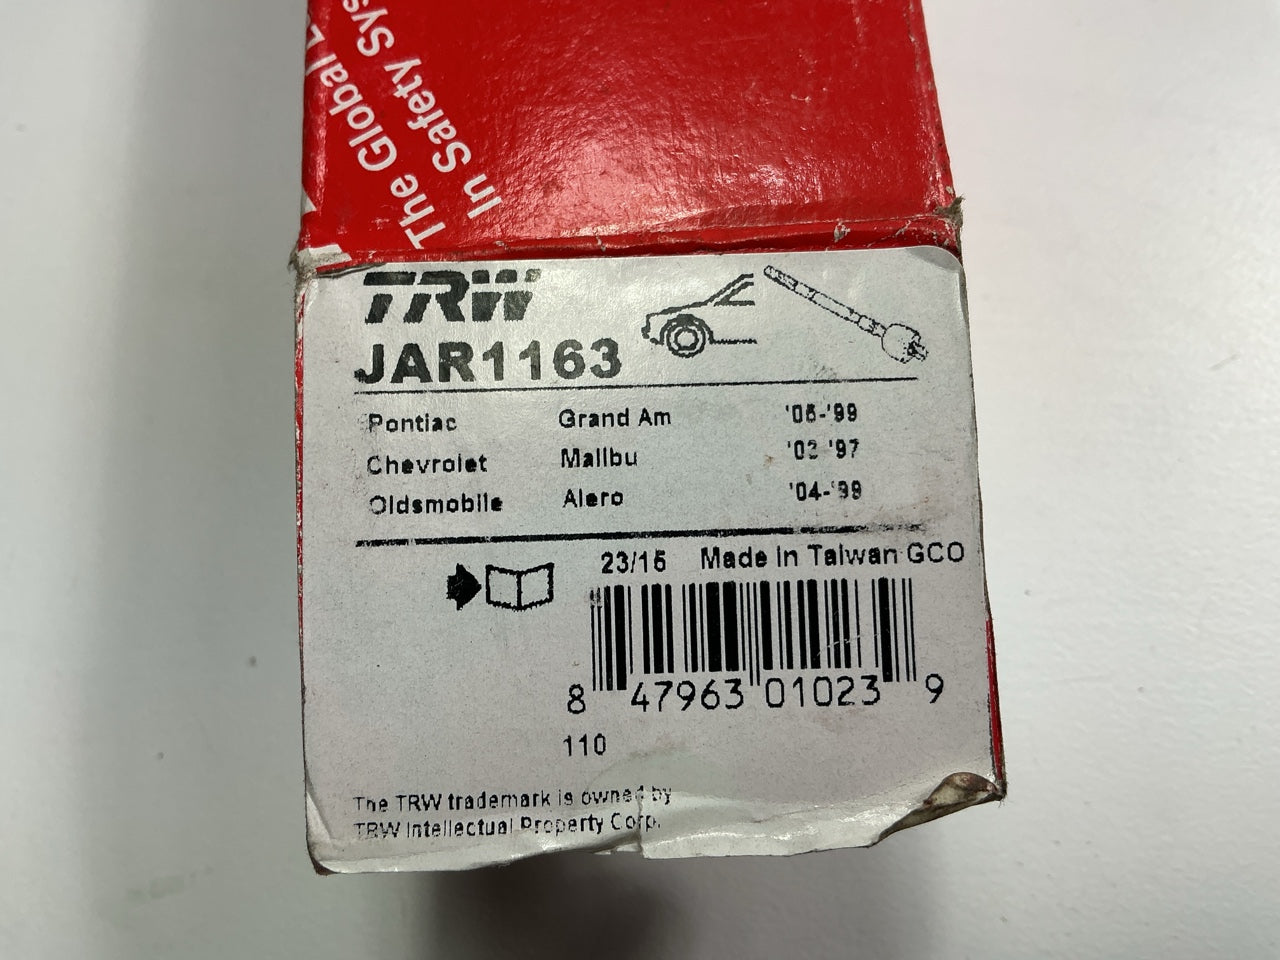 The Global
In Safety Sys
TRW
JAR1163
Pontiac Grand Am '05-'99
Chevrolet Malibu '03 '97
Oldsmobile Alero '04-'99
23/15 Made in Taiwan GCO
8 47963 01023 9
110
The TRW trademark is owned by
TRW Intellectual Property Corp.